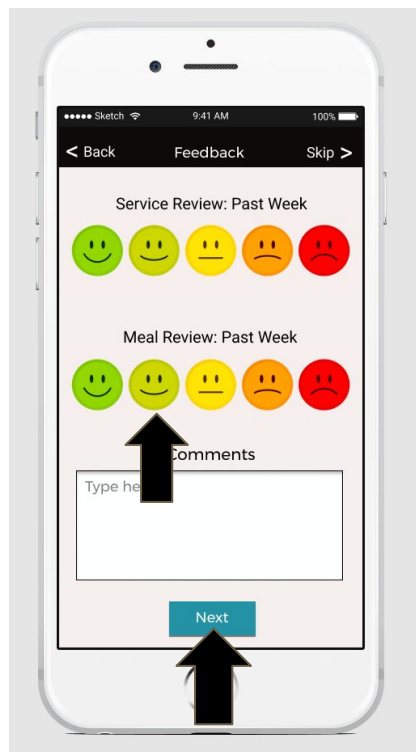 Sketch 9:41 AM 100%
< Back Feedback Skip >
Service Review: Past Week
Meal Review: Past Week
Comments
Type he
Next